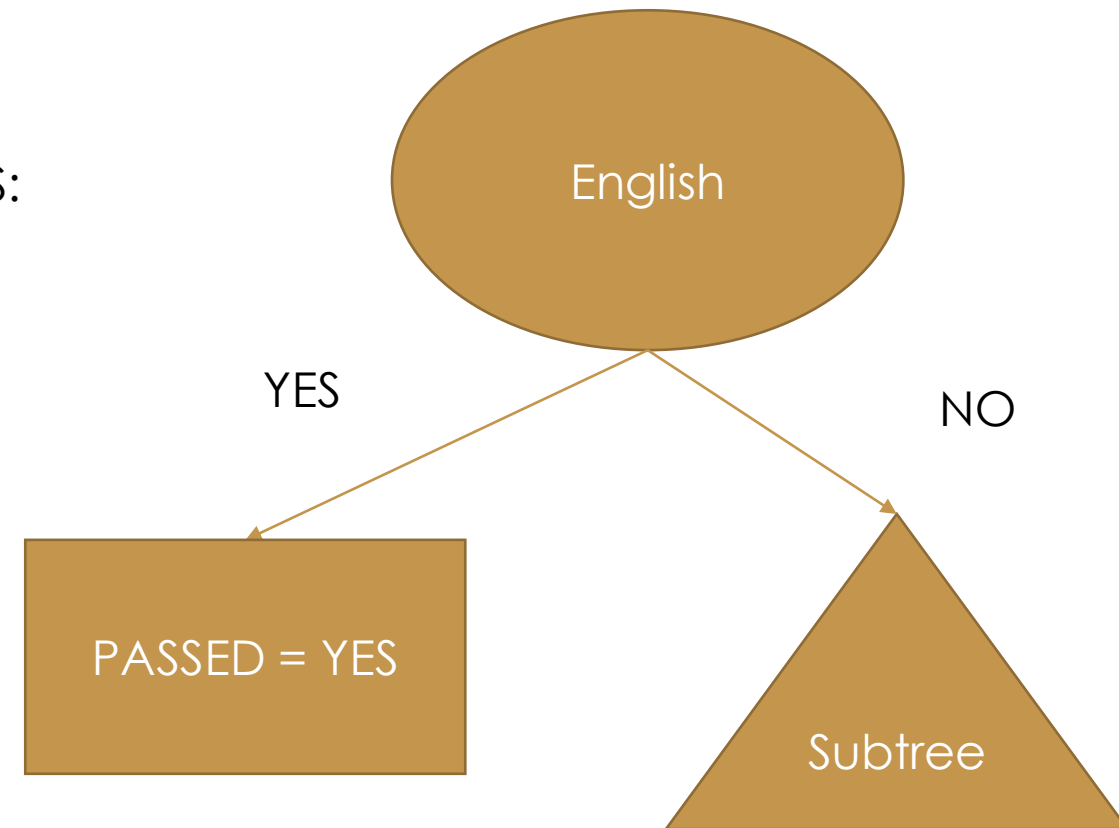 S:
English
YES
NO
PASSED = YES
Subtree